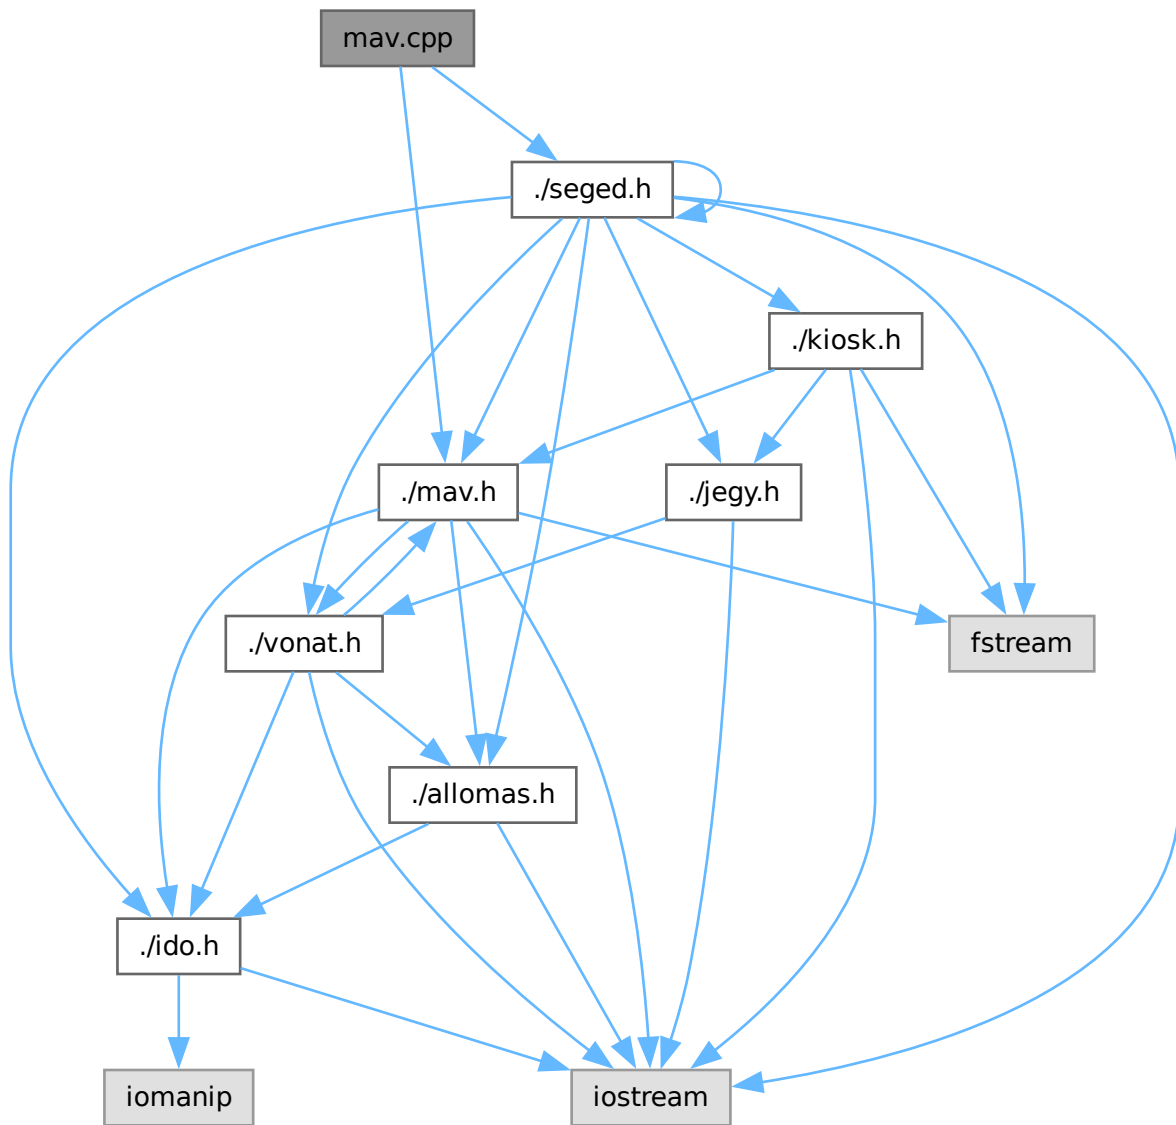 mav.cpp
./seged.h
./kiosk.h
./mav.h
./jegy.h
./vonat.h
fstream
./allomas.h
./ido.h
iomanip
iostream